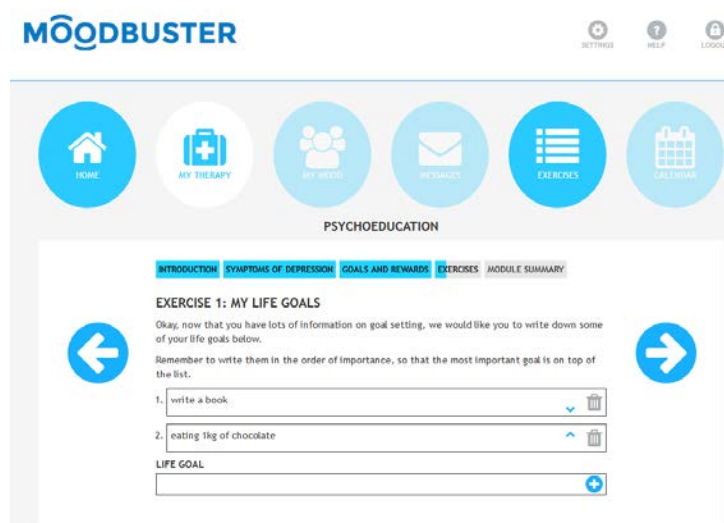 MOODBUSTER
SETTINGS
HELP
LOGOU
HOME
MY THERAPY
MY MOOD
MESSAGES
EXERCISES
CALENDAR
PSYCHOEDUCATION
INTRODUCTION SYMPTOMS OF DEPRESSION GOALS AND REWARDS EXERCISES MODULE SUMMARY
EXERCISE 1: MY LIFE GOALS
Okay, now that you have lots of information on goal setting, we would like you to write down some
of your life goals below.
Remember to write them in the order of importance, so that the most important goal is on top of
the list.
1. write a book
2. eating 1kg of chocolate
LIFE GOAL